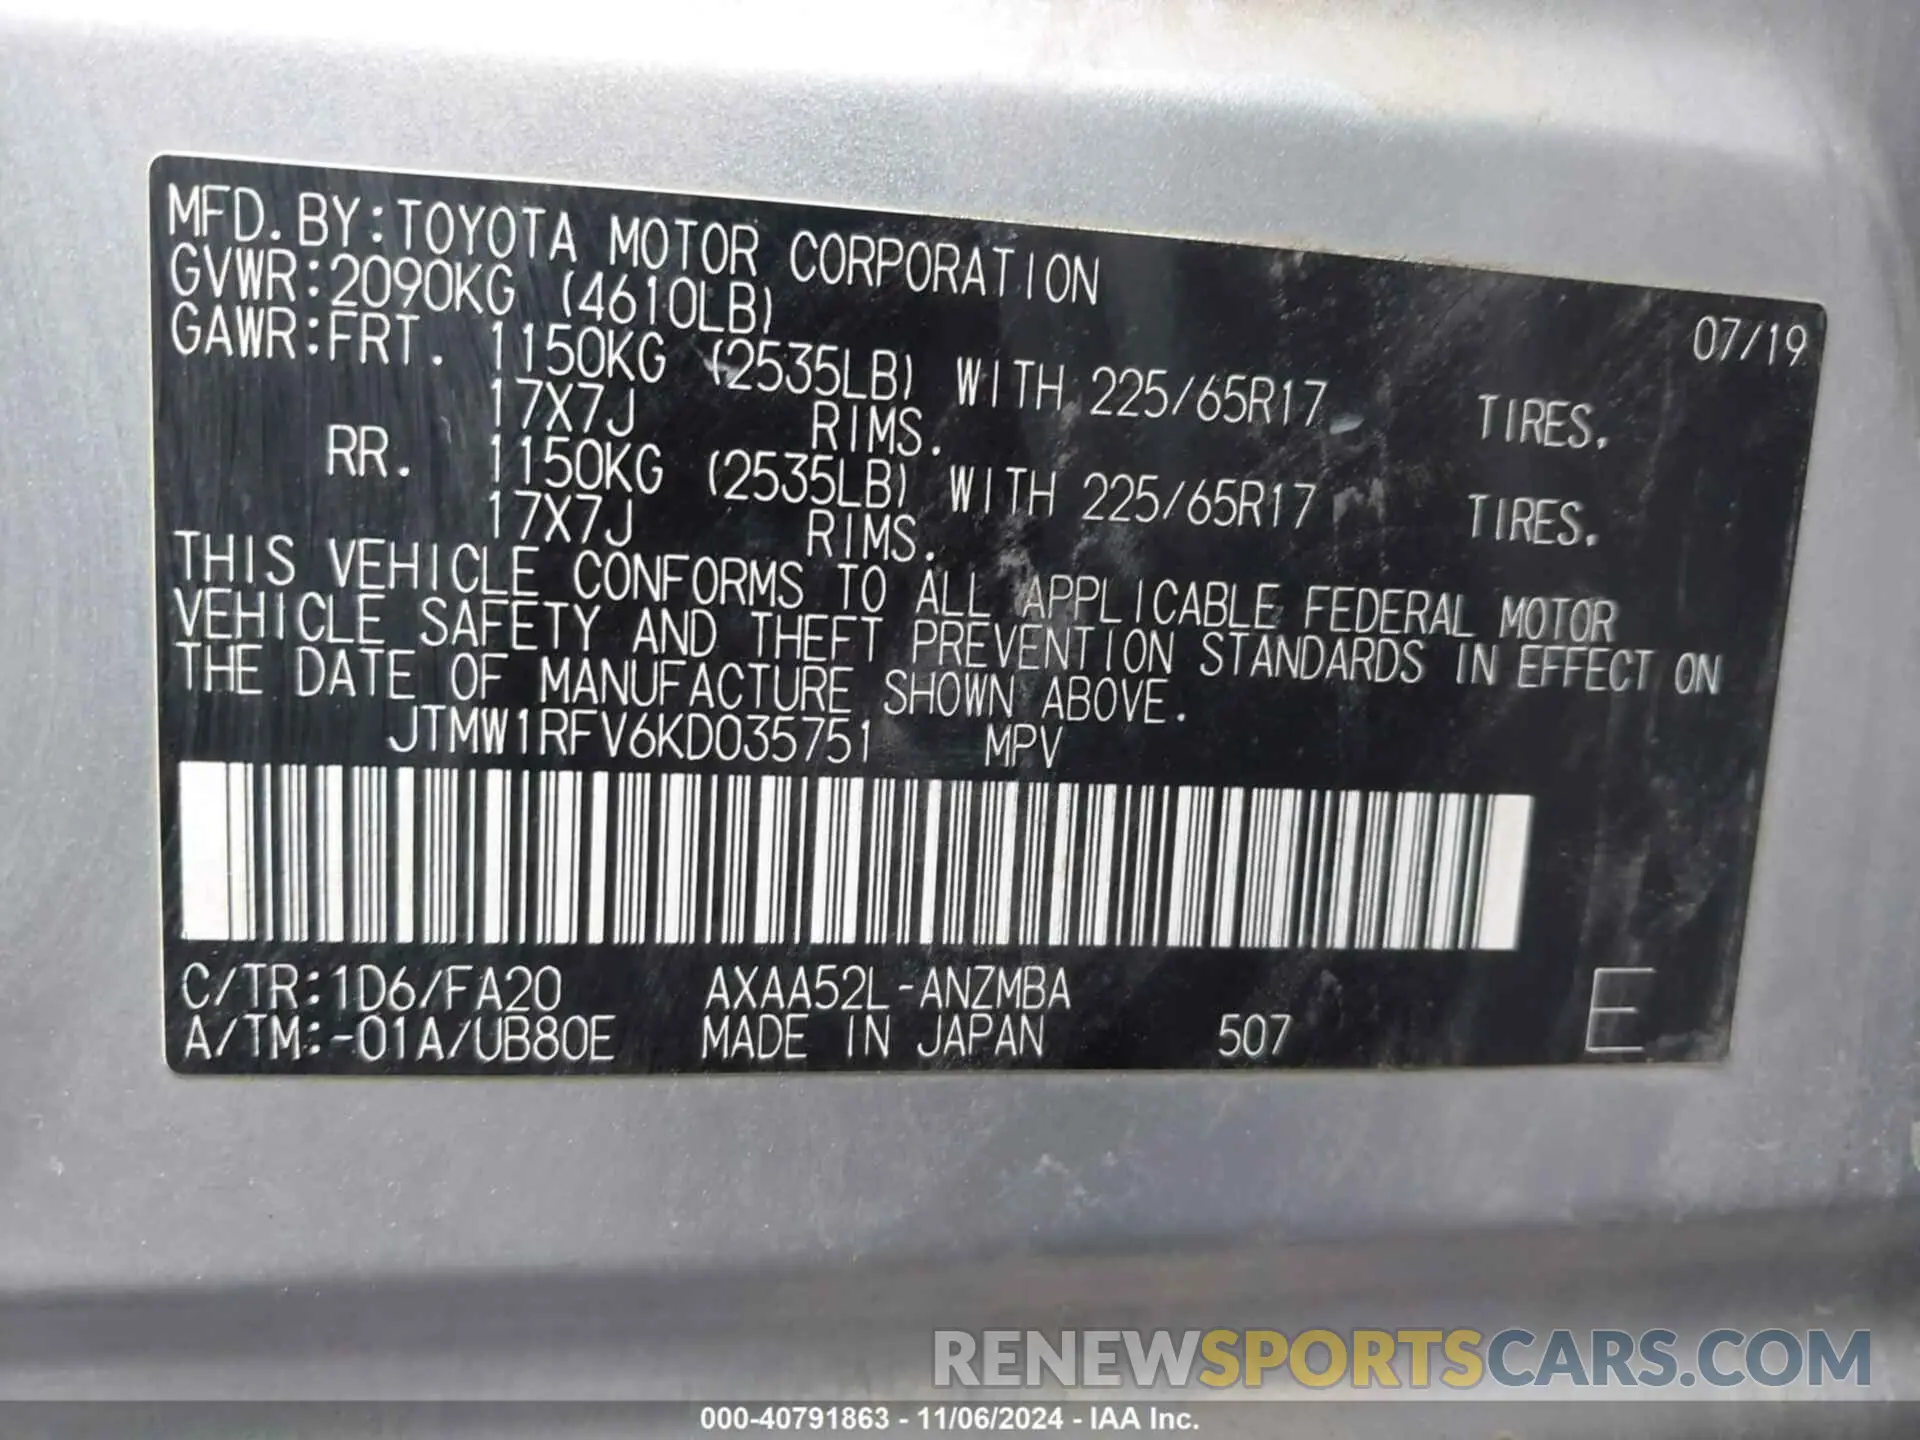 MFD. BY: TOYOTA MOTOR CORPORATION 07/19
GVWR: 2090KG (4610LB)
GAWR: FRT. 1150KG (2535LB) WITH 225/65R17 TIRES.
17X7J RIMS.
RR. 1150KG (2535LB) WITH 225/65R17 TIRES.
17X7J RIMS.
THIS VEHICLE CONFORMS TO ALL APPLICABLE FEDERAL MOTOR
VEHICLE SAFETY AND THEFT PREVENTION STANDARDS IN EFFECT ON
THE DATE OF MANUFACTURE SHOWN ABOVE.
JTMW1RFV6KD035751 MPV
C/TR: 1D6/FA20 AXAA52L-ANZMBA
A/TM: -01A/UB80E MADE IN JAPAN 507 E
RENEWSPORTSCARS.COM
000-40791863 - 11/06/2024 - IAA Inc.